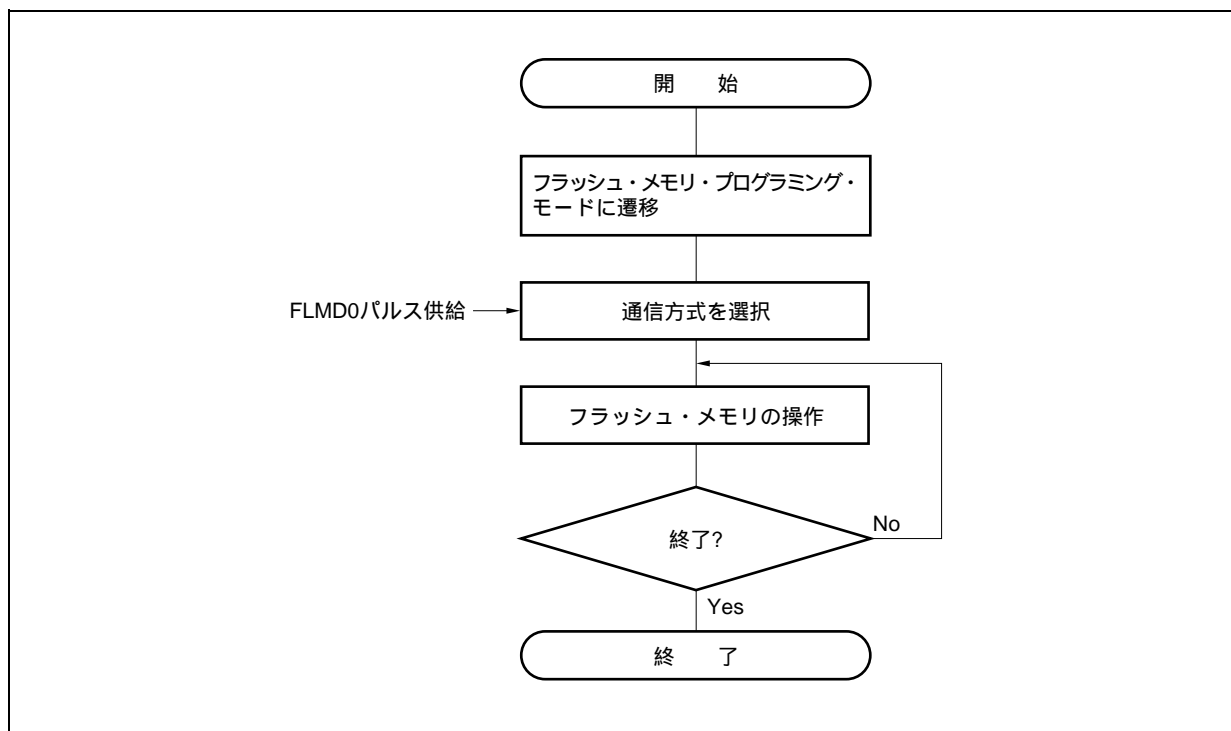 開 始
フラッシュ・メモリ・プログラミング・
モードに遷移
FLMD0パルス供給
通信方式を選択
フラッシュ・メモリの操作
終了?
No
Yes
終 了